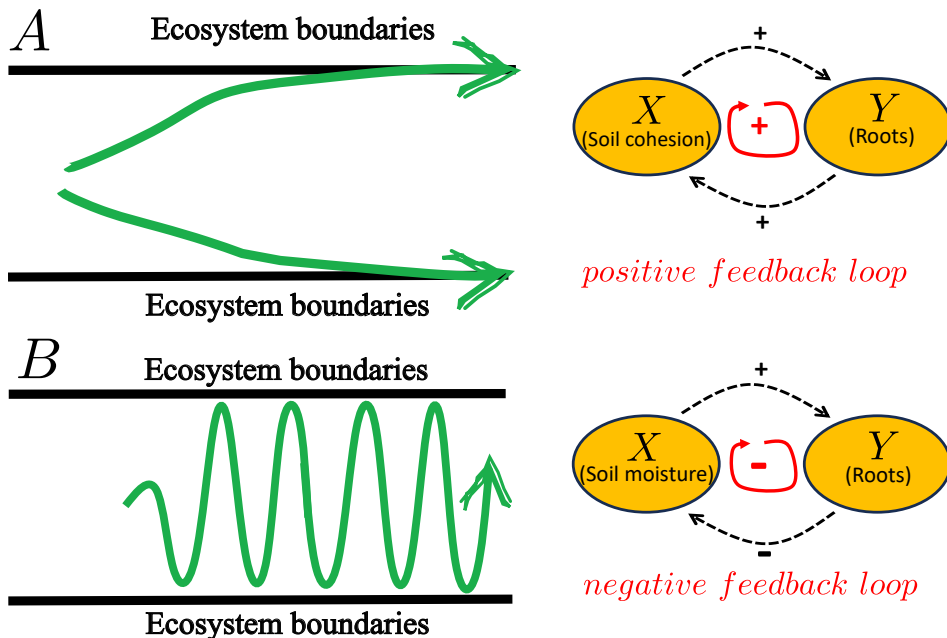 A
Ecosystem boundaries
Ecosystem boundaries
+
X
(Soil cohesion)
+
Y
(Roots)
+
positive feedback loop
B
Ecosystem boundaries
Ecosystem boundaries
+
X
(Soil moisture)
-
Y
(Roots)
-
negative feedback loop